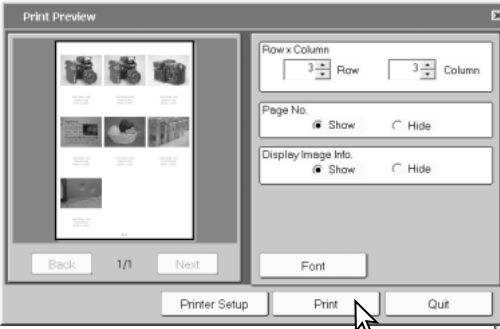 Print Preview
Row x Column
3 Row 3 Column
Page No.
Show Hide
Display Image Info.
Show Hide
Back 1/1 Next
Font
Printer Setup Print Quit